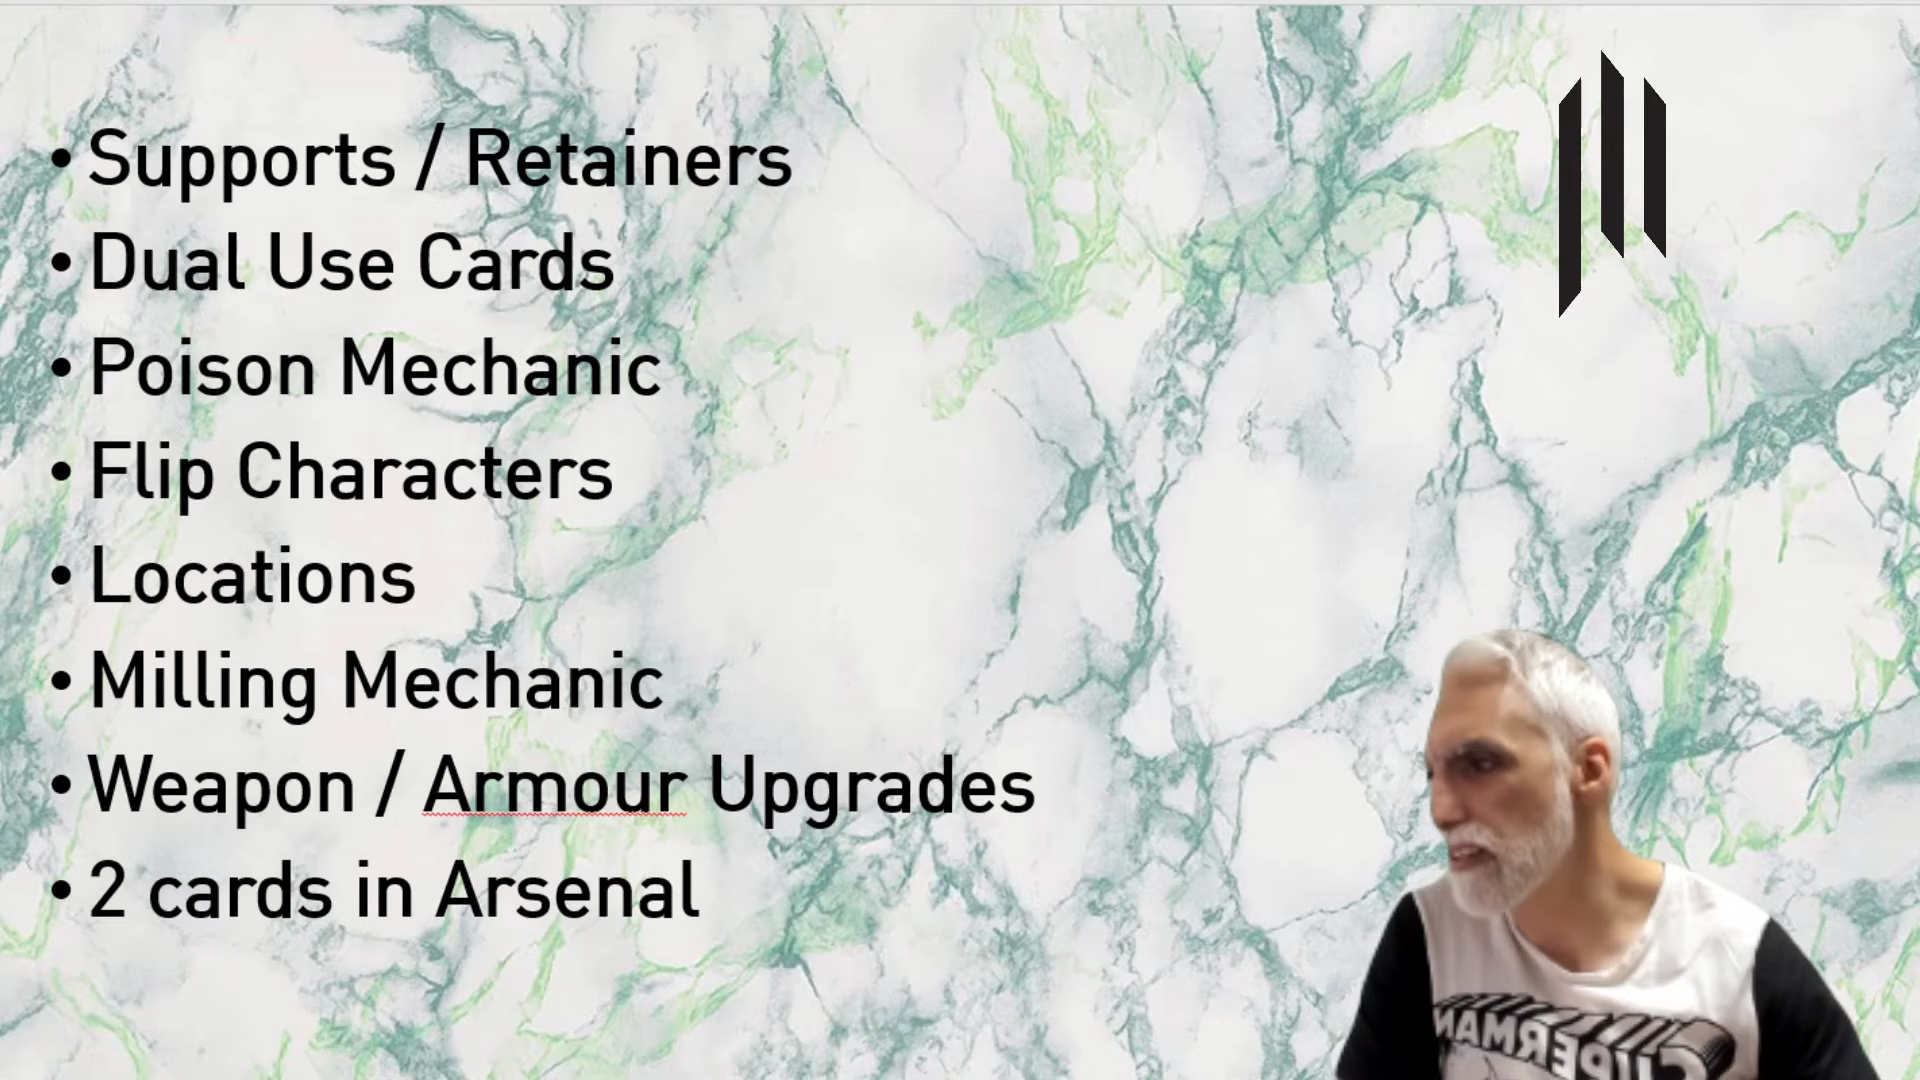 • Supports / Retainers
• Dual Use Cards
• Poison Mechanic
• Flip Characters
• Locations
• Milling Mechanic
• Weapon / Armour Upgrades
• 2 cards in Arsenal
SUPERMAN